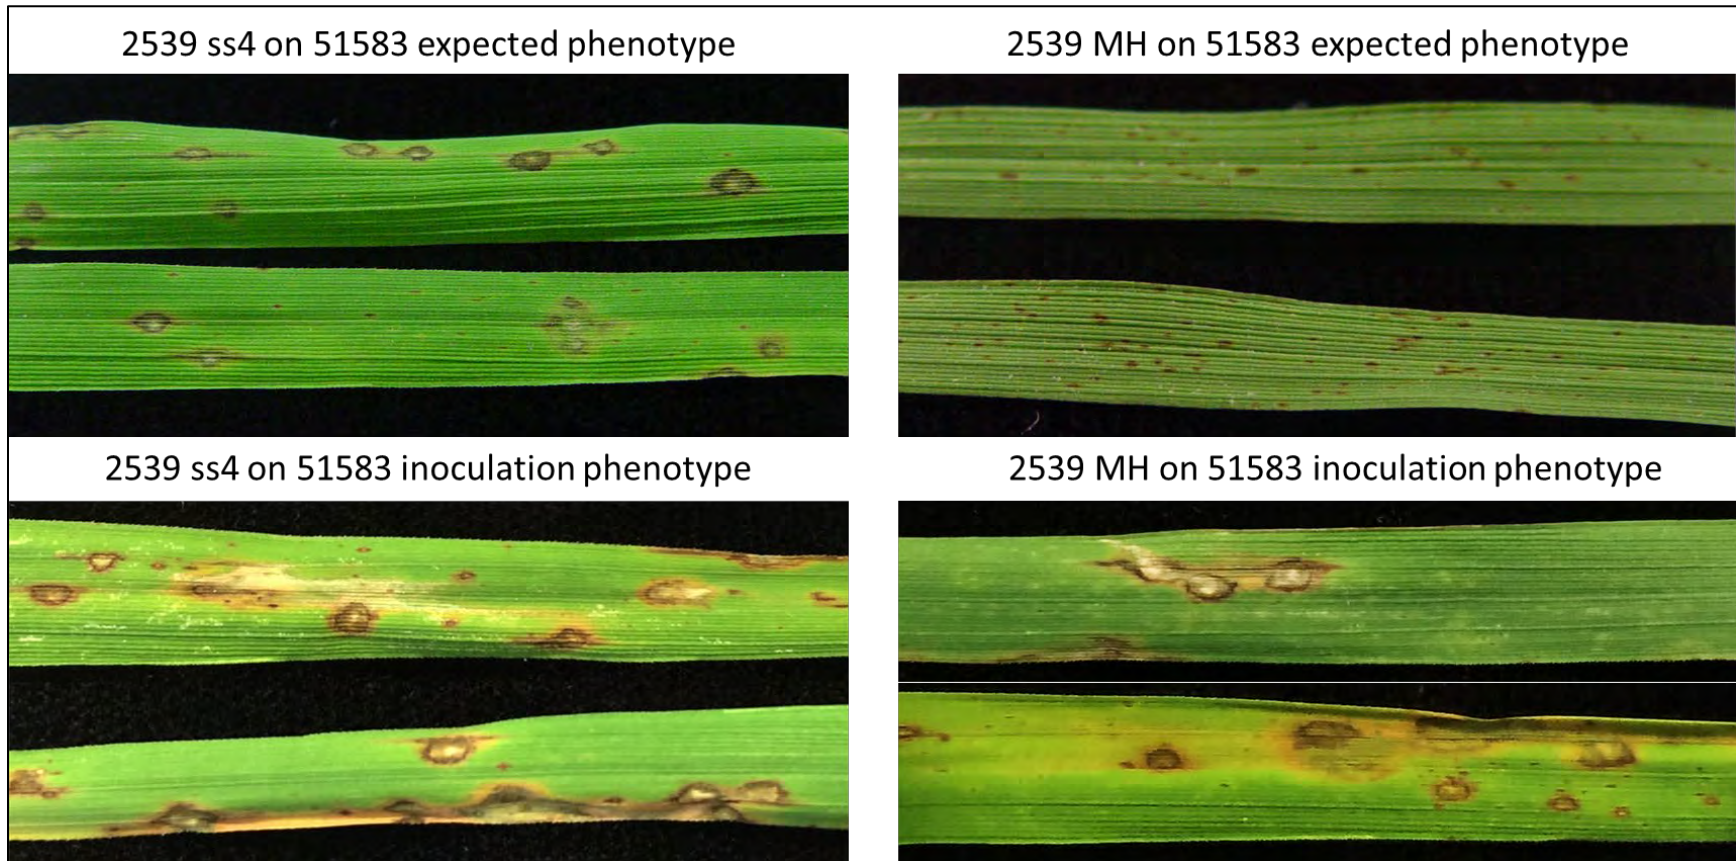 2539 ss4 on 51583 expected phenotype
2539 MH on 51583 expected phenotype
2539 ss4 on 51583 inoculation phenotype
2539 MH on 51583 inoculation phenotype